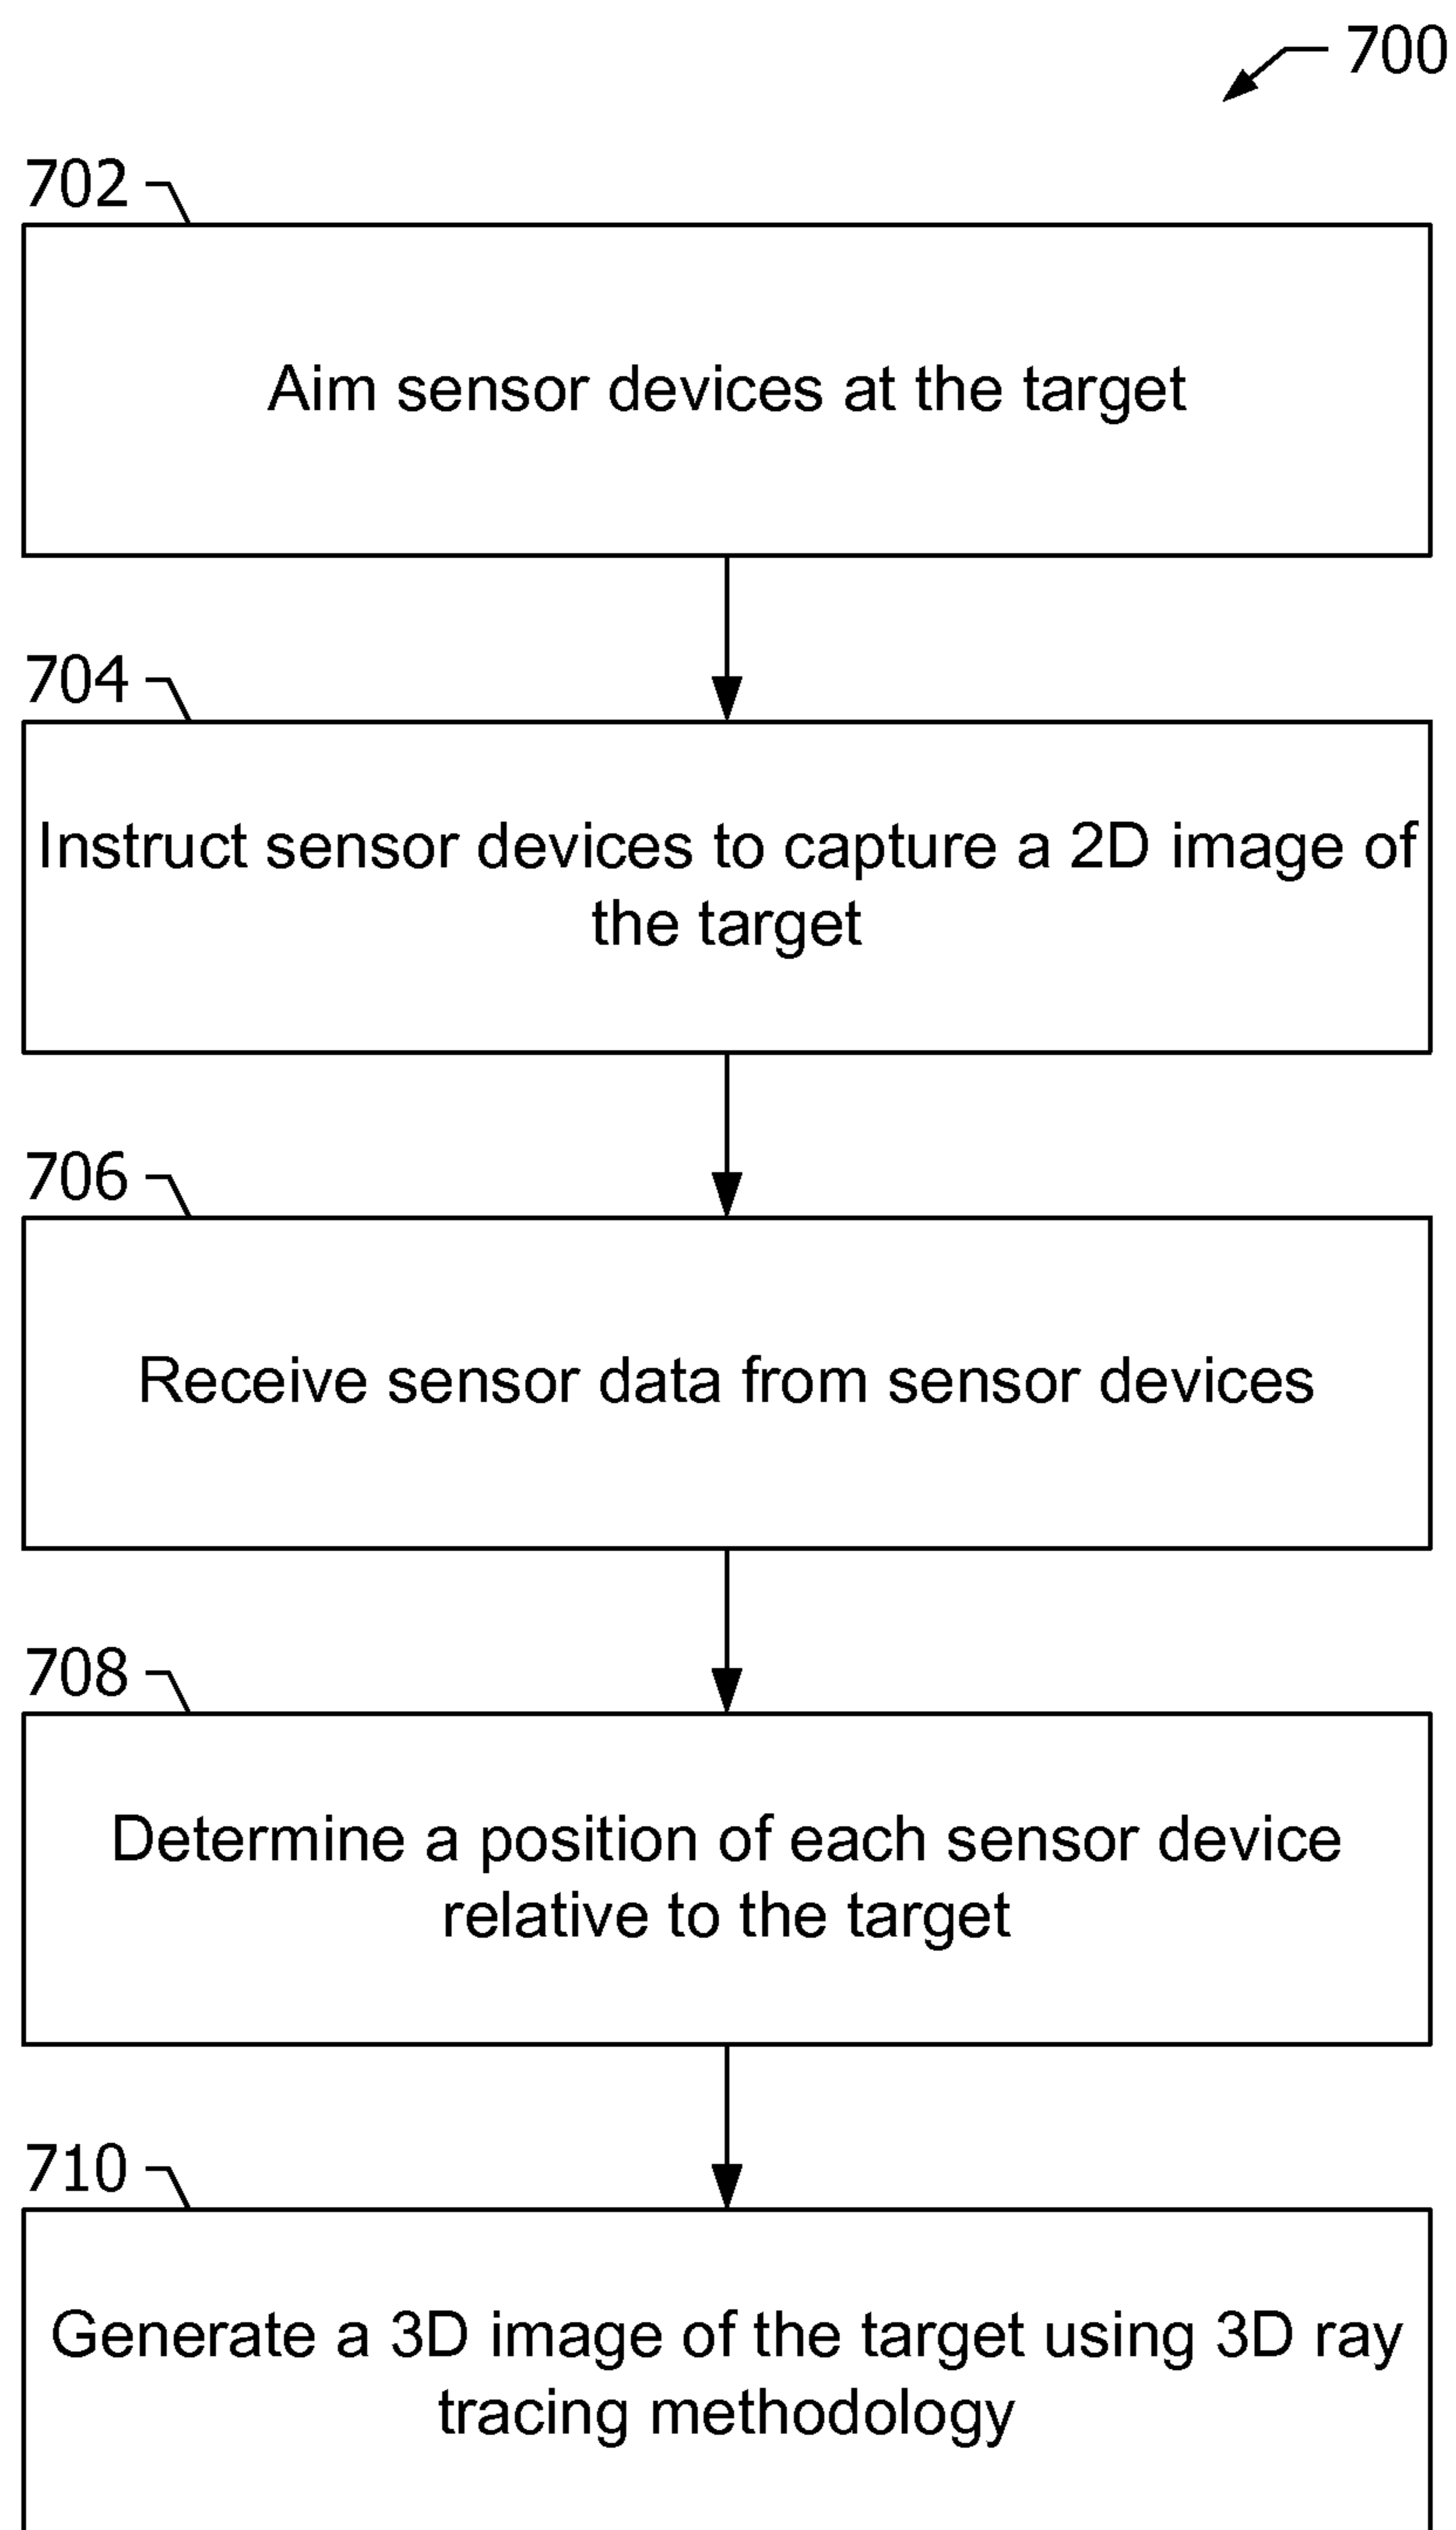 700
702
Aim sensor devices at the target
704
Instruct sensor devices to capture a 2D image of
the target
706
Receive sensor data from sensor devices
708
Determine a position of each sensor device
relative to the target
710
Generate a 3D image of the target using 3D ray
tracing methodology